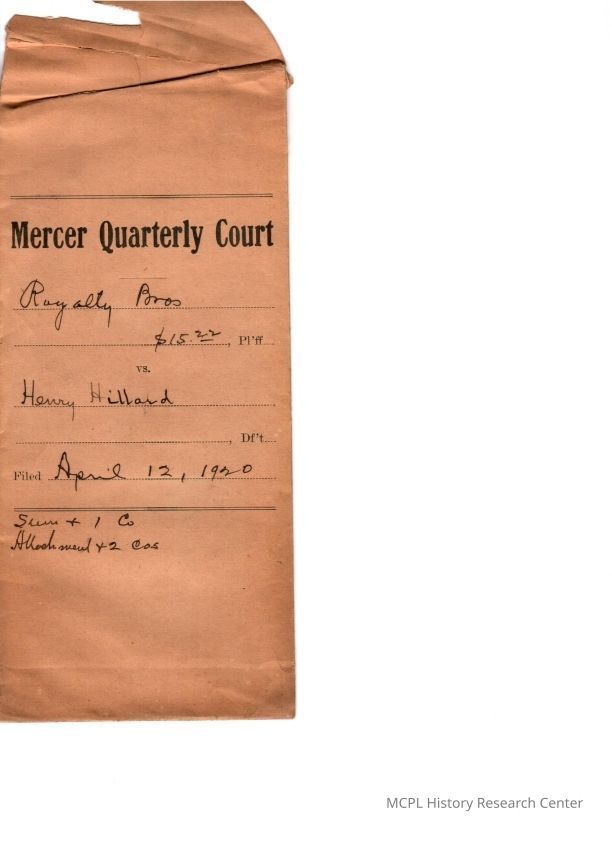 Mercer Quarterly Court
Royalty Bros
$15.22, Pl'ff
vs.
Henry Hillard
, Df't.
Filed April 12, 1920
Sum + 1 Co
Attachment + 2 Cos
MCPL History Research Center